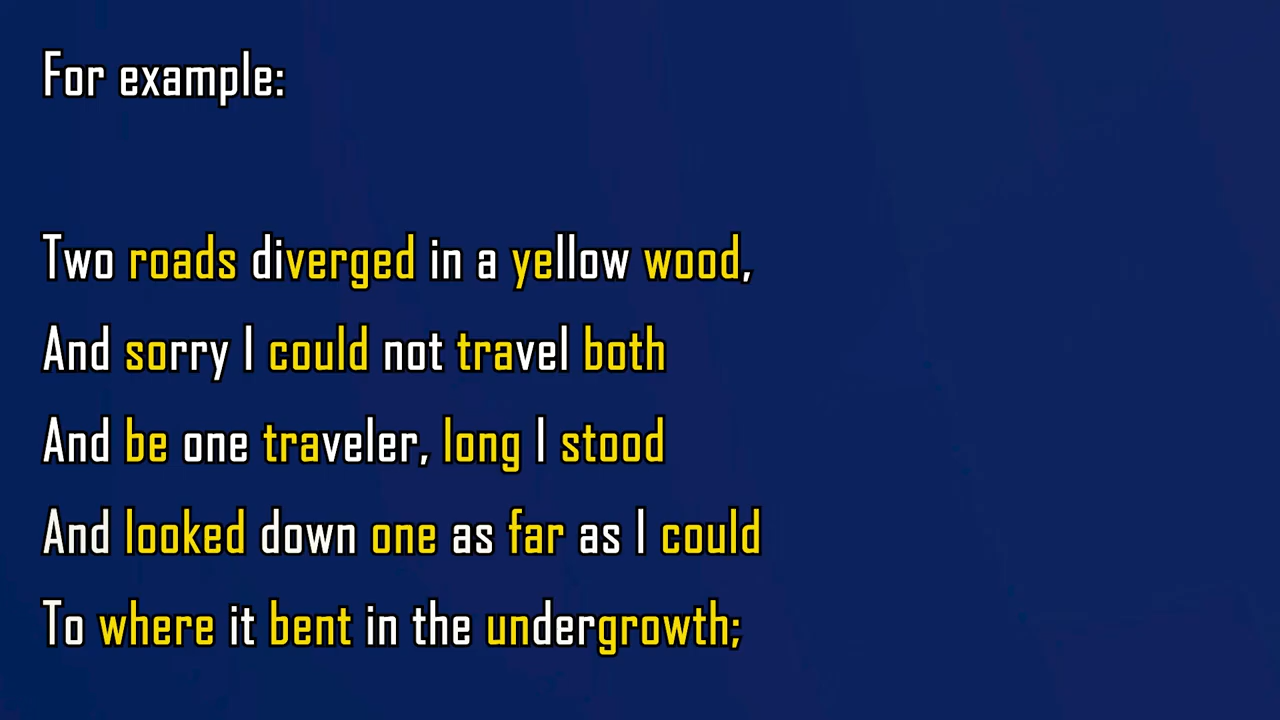 For example:
Two roads diverged in a yellow wood,
And sorry I could not travel both
And be one traveler, long I stood
And looked down one as far as I could
To where it bent in the undergrowth;